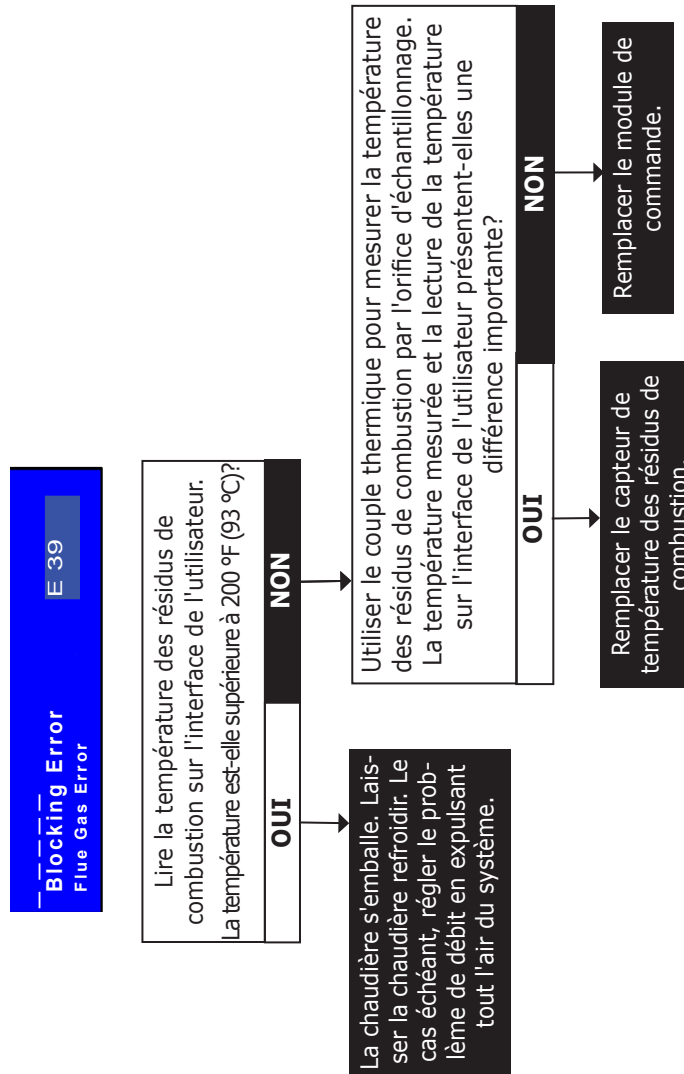 Blocking Error
E 39
Flue Gas Error
Lire la température des résidus de
combustion sur l'interface de l'utilisateur.
La température est-elle supérieure à 200 °F (93 ºC)?
OUI
NON
La chaudière s'emballe. Lais-
ser la chaudière refroidir. Le
cas échéant, régler le prob-
lème de débit en expulsant
tout l'air du système.
Utiliser le couple thermique pour mesurer la température
des résidus de combustion par l'orifice d'échantillonnage.
La température mesurée et la lecture de la température
sur l'interface de l'utilisateur présentent-elles une
différence importante?
OUI
NON
Remplacer le capteur de
température des résidus de
combustion.
Remplacer le module de
commande.